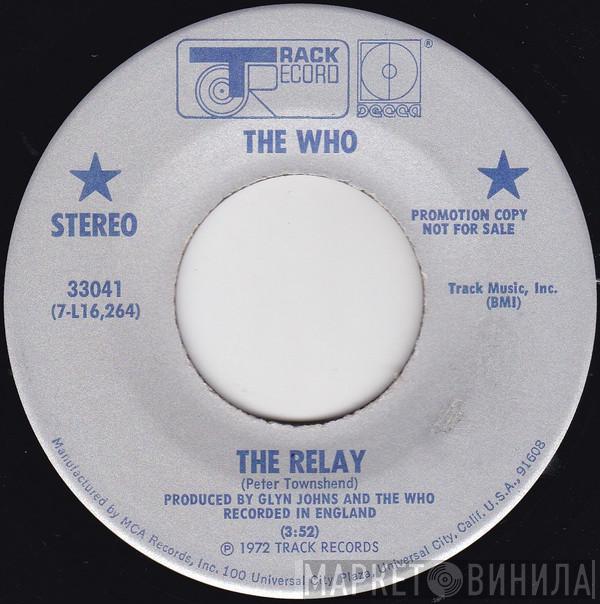 TRACK
RECORD
DECCA
®
THE WHO
STEREO
PROMOTION COPY
NOT FOR SALE
33041
(7-L16,264)
Track Music, Inc.
(BMI)
THE RELAY
(Peter Townshend)
PRODUCED BY GLYN JOHNS AND THE WHO
RECORDED IN ENGLAND
(3:52)
℗ 1972 TRACK RECORDS
Manufactured by MCA Records, Inc. 100 Universal City Plaza, Universal City, Calif. U.S.A., 91608
МАРКЕТ ВИНИЛА